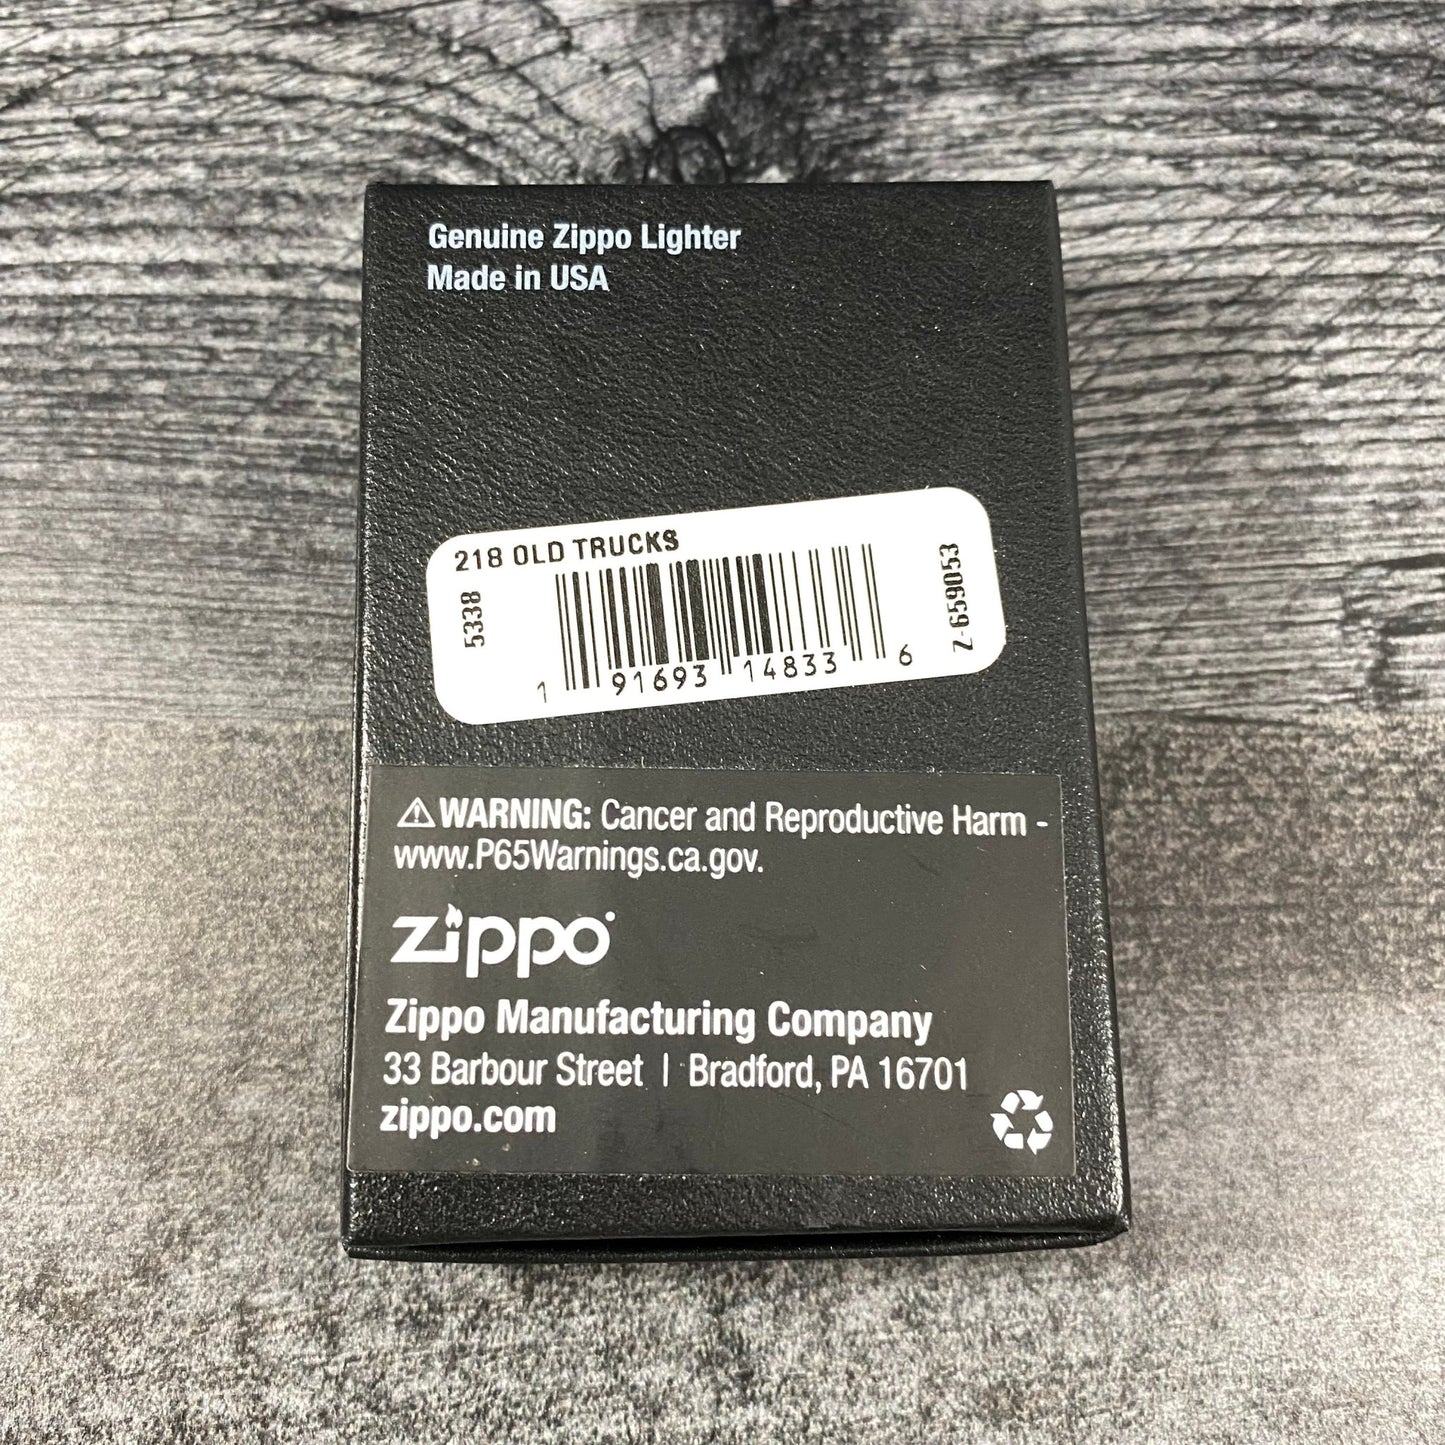 Genuine Zippo Lighter
Made in USA
218 OLD TRUCKS
5338
Z-659053
1 91693 14833 6
⚠ WARNING: Cancer and Reproductive Harm -
www.P65Warnings.ca.gov.
zippo
Zippo Manufacturing Company
33 Barbour Street | Bradford, PA 16701
zippo.com